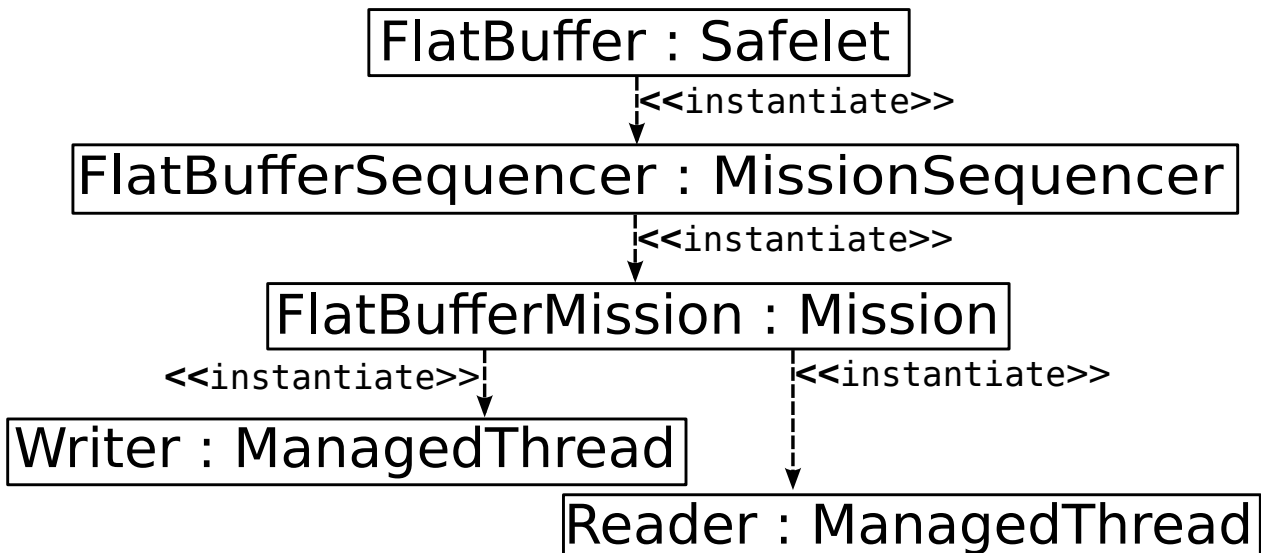 FlatBuffer : Safelet
<<instantiate>>
FlatBufferSequencer : MissionSequencer
<<instantiate>>
FlatBufferMission : Mission
<<instantiate>>
<<instantiate>>
Writer : ManagedThread
Reader : ManagedThread